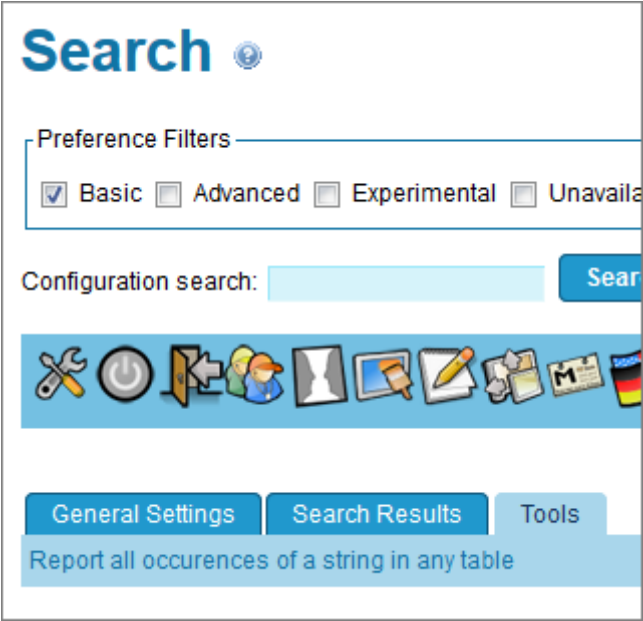 Search
Preference Filters
Basic Advanced Experimental
Configuration search:
M
General Settings Search Results Tools
Report all occurences of a string in any table